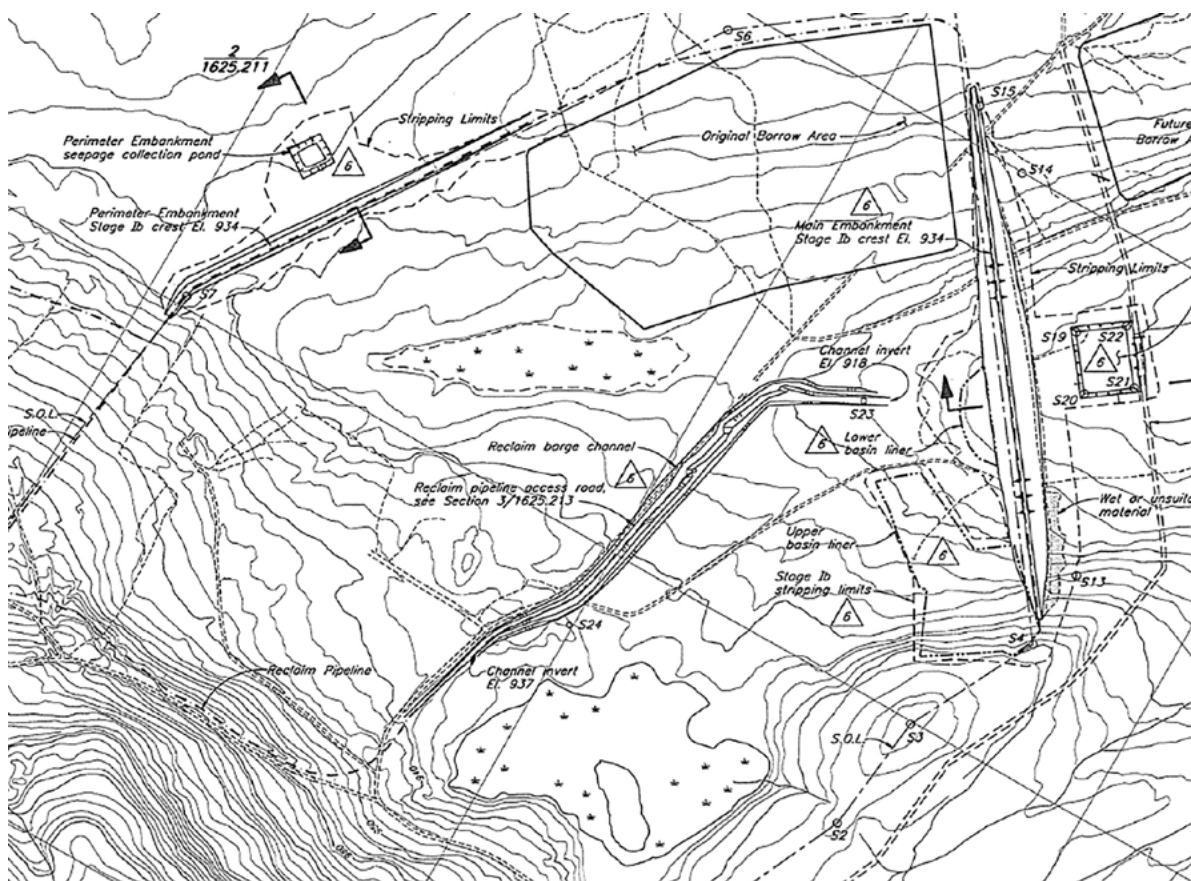 2
1625.211
S6
Stripping Limits
Perimeter Embankment
seepage collection pond
6
Perimeter Embankment
Stage Ib crest El. 934
S7
Original Borrow Area
S15
Future
Borrow
S14
6
Main Embankment
Stage Ib crest El. 934
Stripping Limits
S19
S22
6
S21
S20
Channel invert
El 918
S23
6
Lower
basin liner
S.O.L.
ipeline
Reclaim barge channel
6
Reclaim pipeline access road,
see Section 3/1625.213
Wet or unsuita
material
Upper
basin liner
6
Stage Ib
stripping limits
6
S13
S24
S4
Reclaim Pipeline
Channel invert
El. 937
S.O.L.
S3
S2